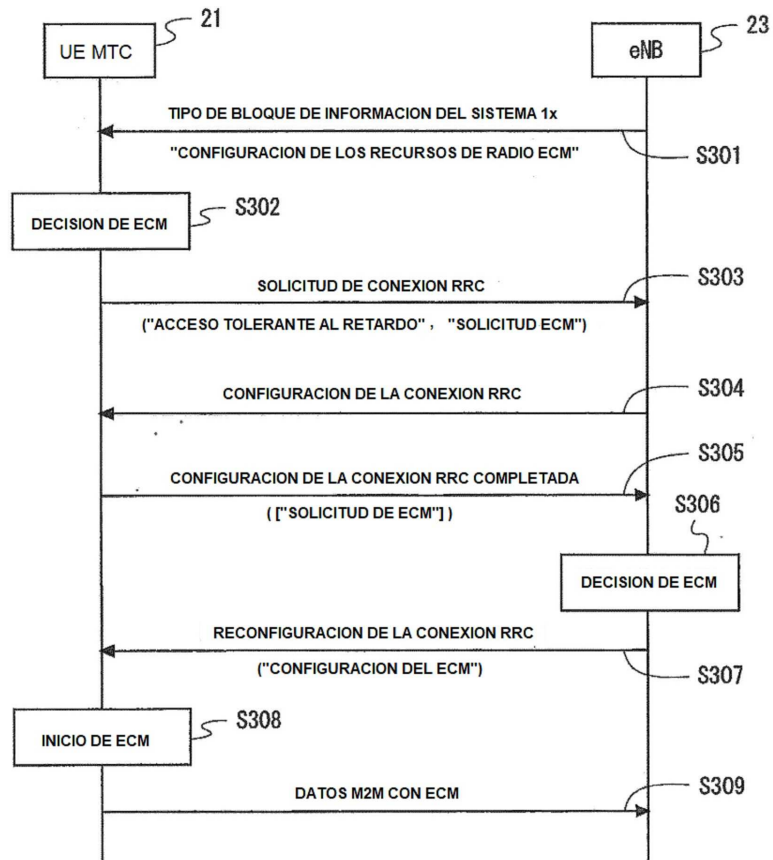 21
23
UE MTC
eNB
TIPO DE BLOQUE DE INFORMACION DEL SISTEMA 1x
"CONFIGURACION DE LOS RECURSOS DE RADIO ECM"
S301
DECISION DE ECM
S302
SOLICITUD DE CONEXION RRC
S303
("ACCESO TOLERANTE AL RETARDO" , "SOLICITUD ECM")
CONFIGURACION DE LA CONEXION RRC
S304
CONFIGURACION DE LA CONEXION RRC COMPLETADA
S305
( ["SOLICITUD DE ECM"] )
S306
DECISION DE ECM
RECONFIGURACION DE LA CONEXION RRC
("CONFIGURACION DEL ECM")
S307
INICIO DE ECM
S308
DATOS M2M CON ECM
S309